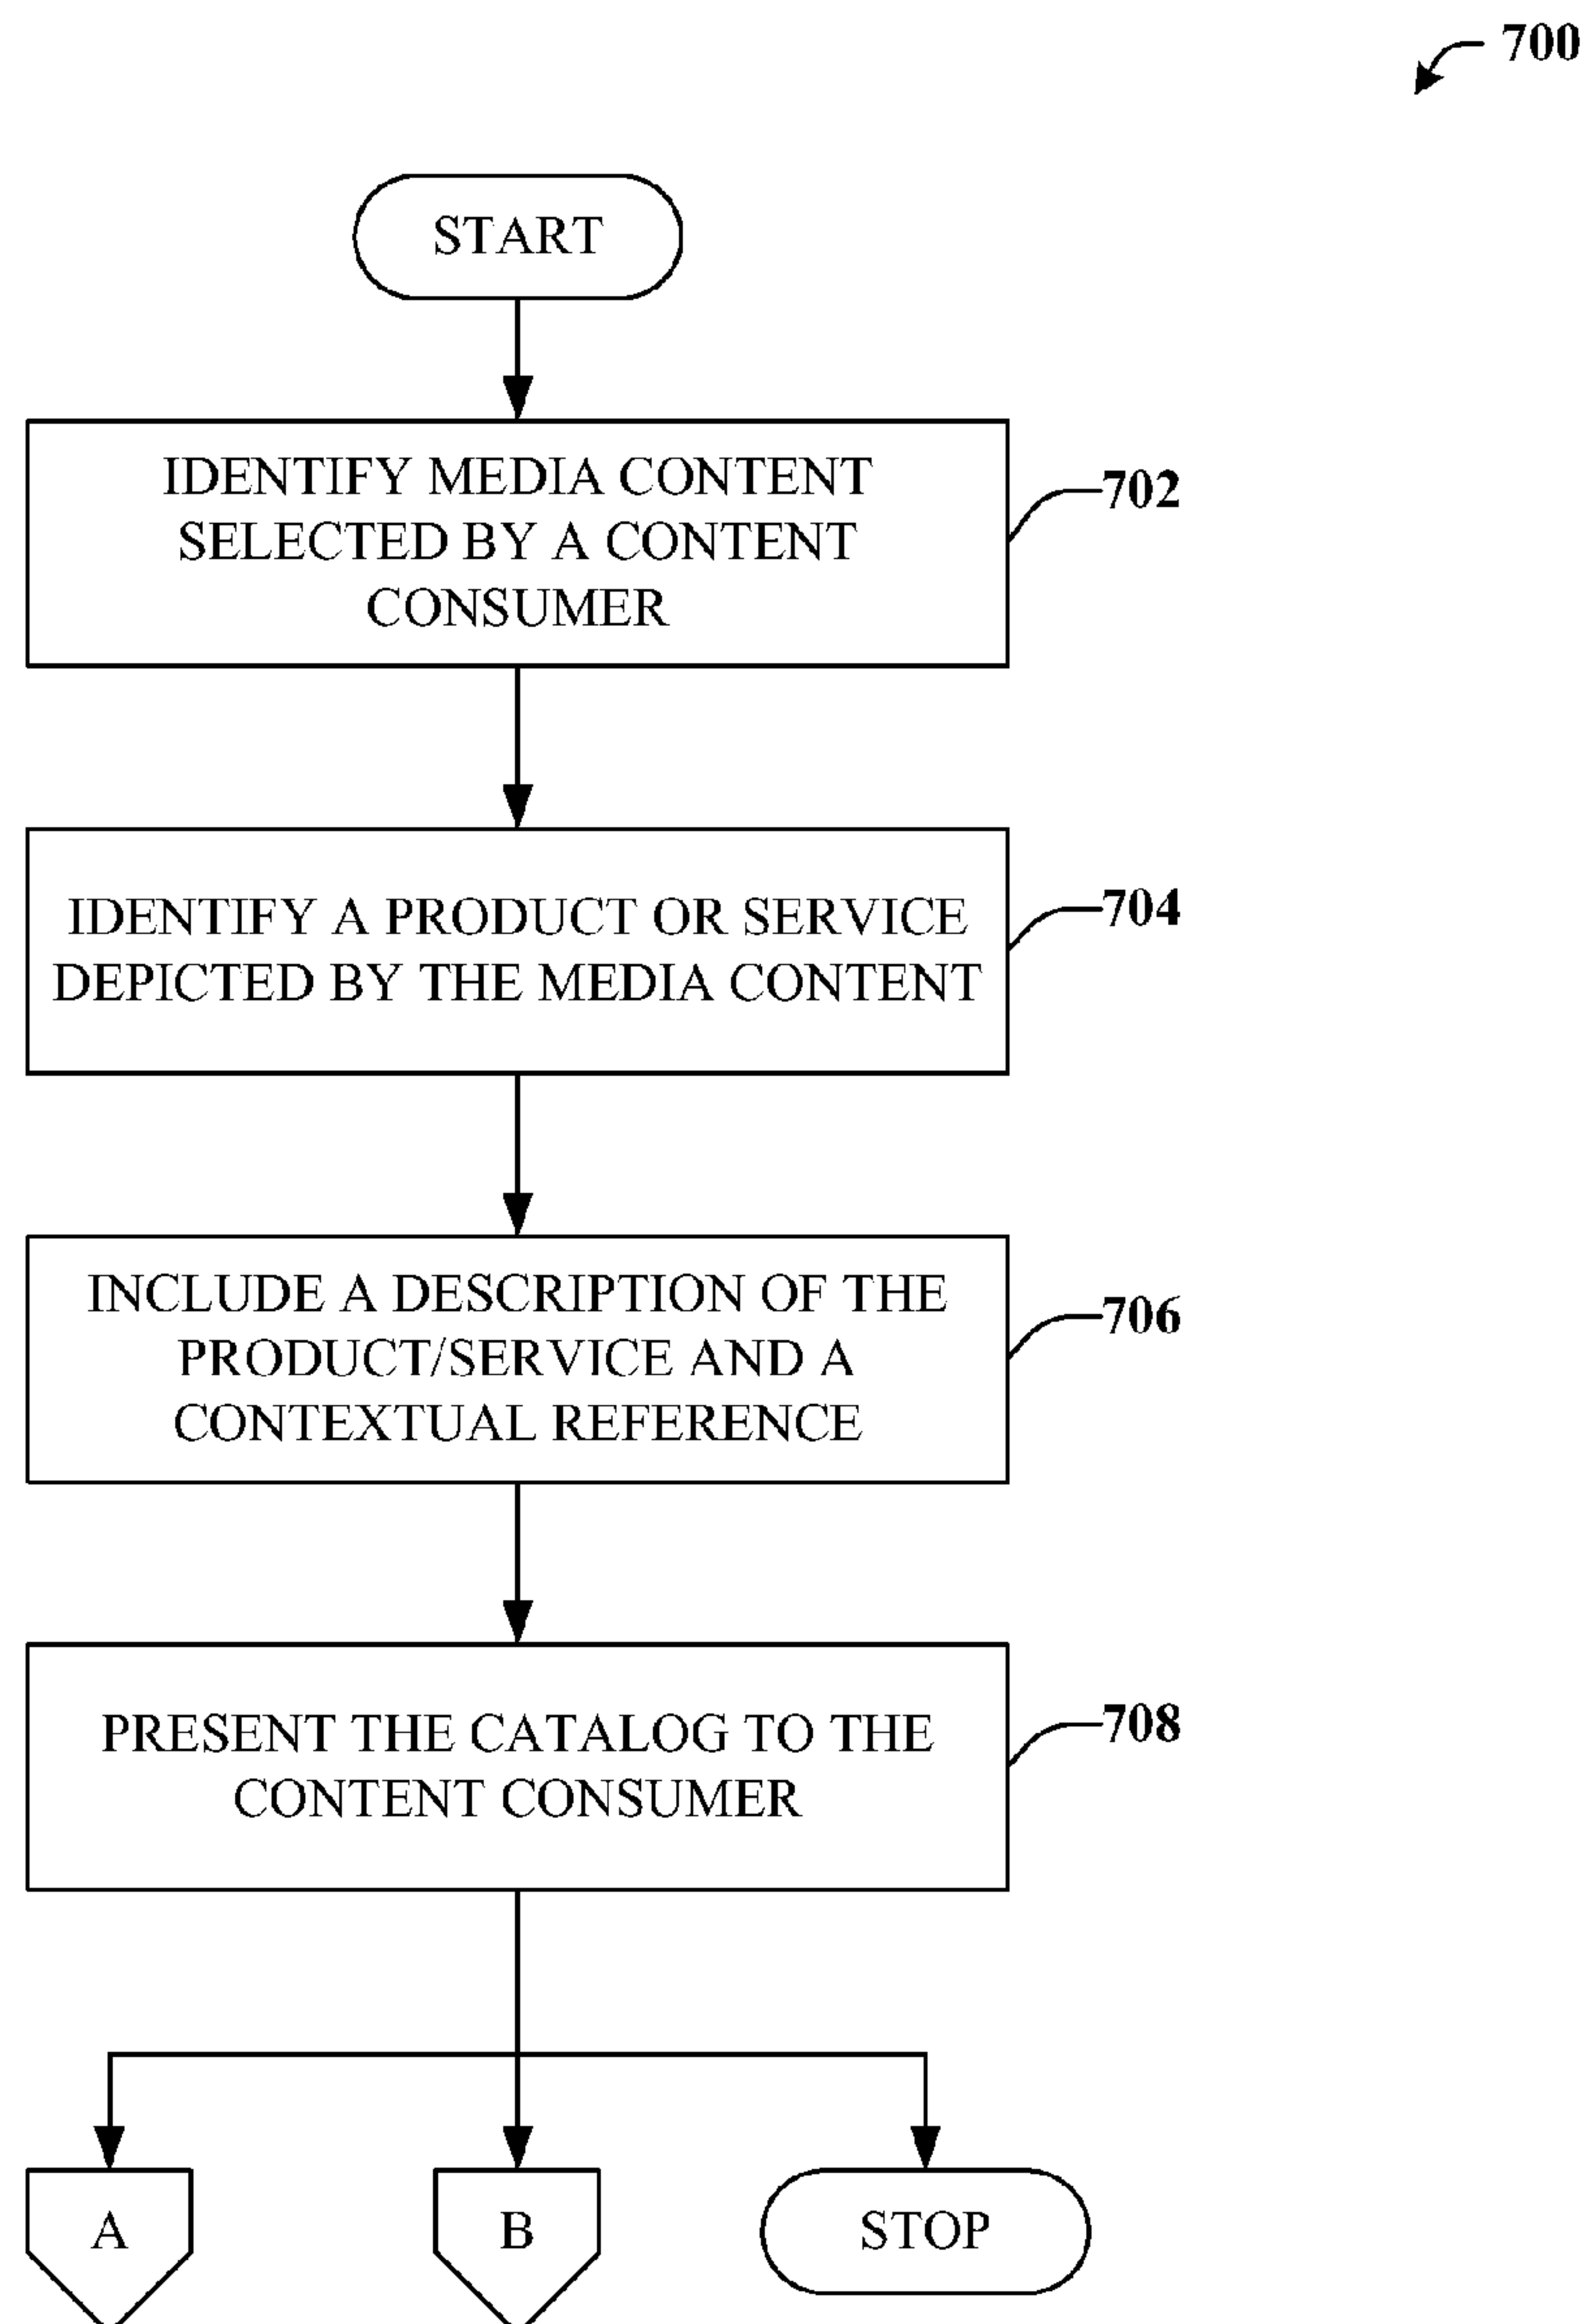 700
START
IDENTIFY MEDIA CONTENT
SELECTED BY A CONTENT
CONSUMER
702
IDENTIFY A PRODUCT OR SERVICE
DEPICTED BY THE MEDIA CONTENT
704
INCLUDE A DESCRIPTION OF THE
PRODUCT/SERVICE AND A
CONTEXTUAL REFERENCE
706
PRESENT THE CATALOG TO THE
CONTENT CONSUMER
708
A
B
STOP